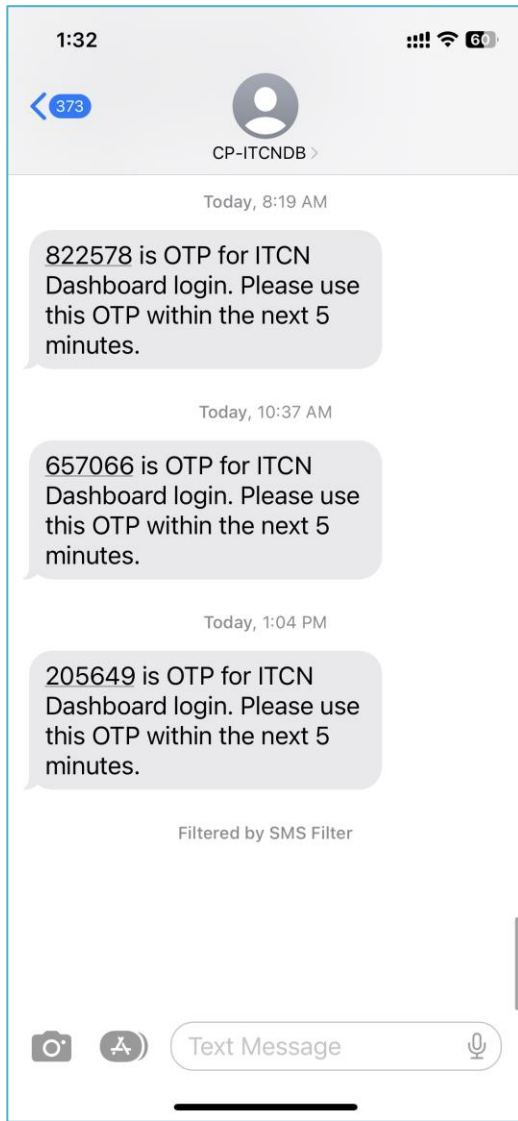 1:32
60
373
CP-ITCNDB
Today, 8:19 AM
822578 is OTP for ITCN
Dashboard login. Please use
this OTP within the next 5
minutes.
Today, 10:37 AM
657066 is OTP for ITCN
Dashboard login. Please use
this OTP within the next 5
minutes.
Today, 1:04 PM
205649 is OTP for ITCN
Dashboard login. Please use
this OTP within the next 5
minutes.
Filtered by SMS Filter
Text Message